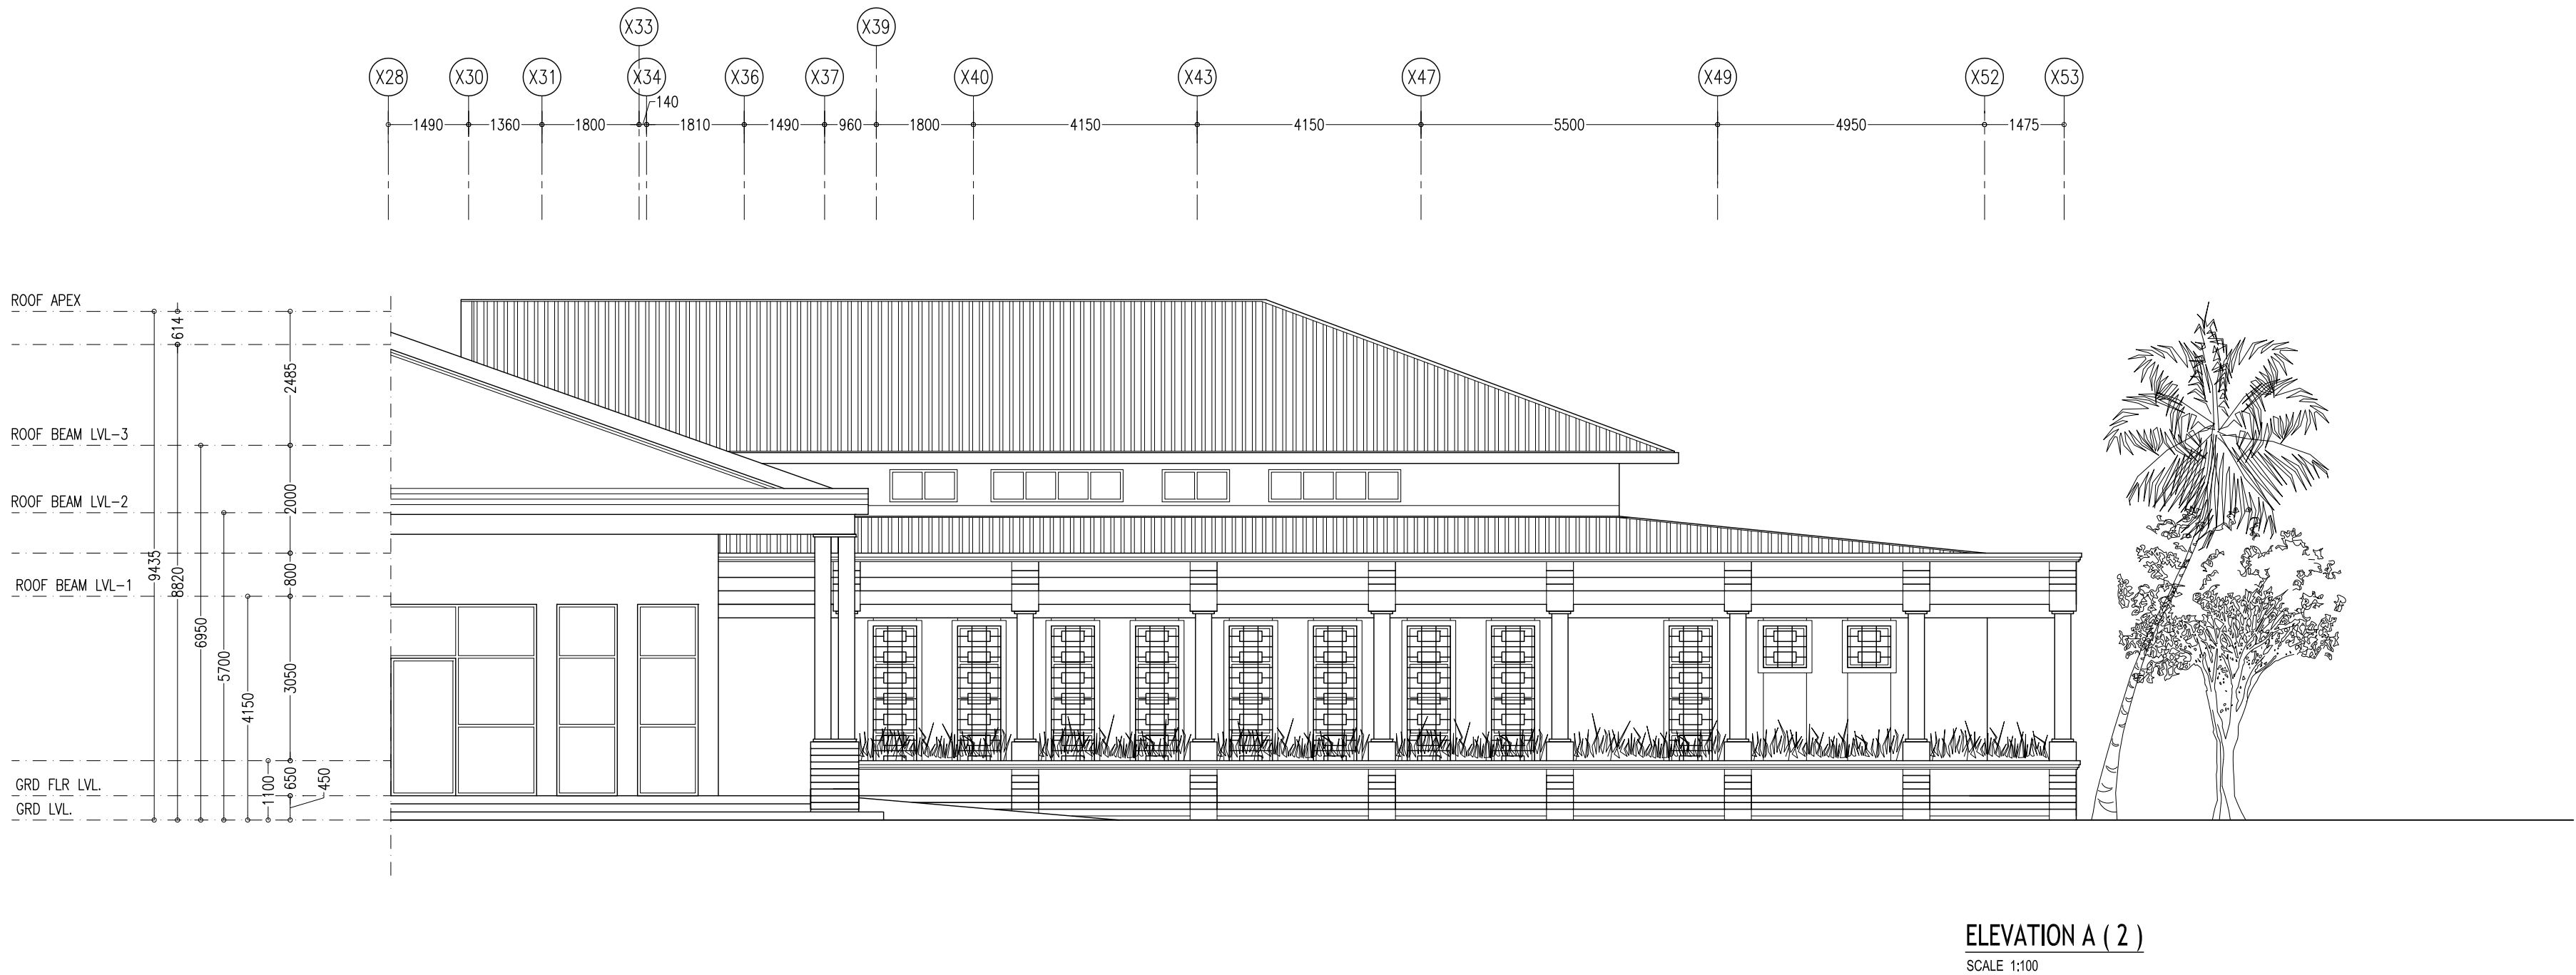 X33
X39
X28
X30
X31
X34
X36
X37
X40
X43
X47
X49
X52
X53
140
1490
1360
1800
1810
1490
960
1800
4150
4150
5500
4950
1475
ROOF APEX
614
2485
ROOF BEAM LVL-3
ROOF BEAM LVL-2
2000
9435
8820
800
ROOF BEAM LVL-1
6950
5700
3050
4150
1100
650
450
GRD FLR LVL.
GRD LVL.
ELEVATION A ( 2 )
SCALE 1:100